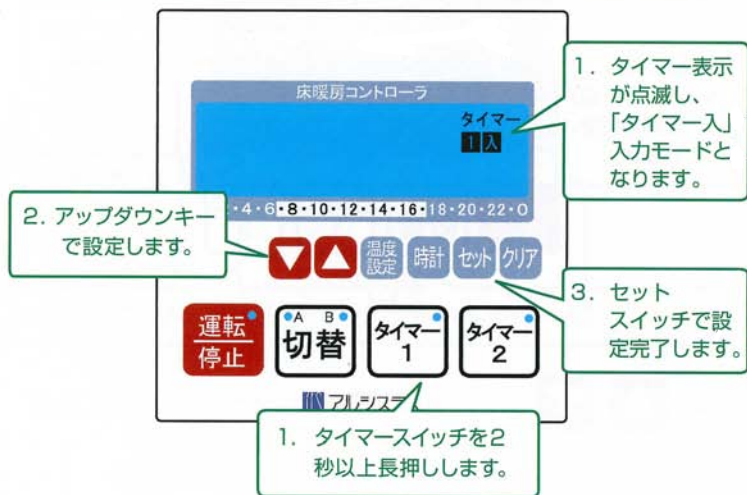 床暖房コントローラ
タイマー
1入
・4・6・8・10・12・14・16・18・20・22・0
1. タイマー表示
が点滅し、
「タイマー入」
入力モードと
なります。
2. アップダウンキー
で設定します。
▼ ▲ 温度設定 時計 セット クリア
3. セット
スイッチで設
定完了します。
運転
停止
A B
切替
タイマー
1
タイマー
2
アルシステ
1. タイマースイッチを2
秒以上長押しします。